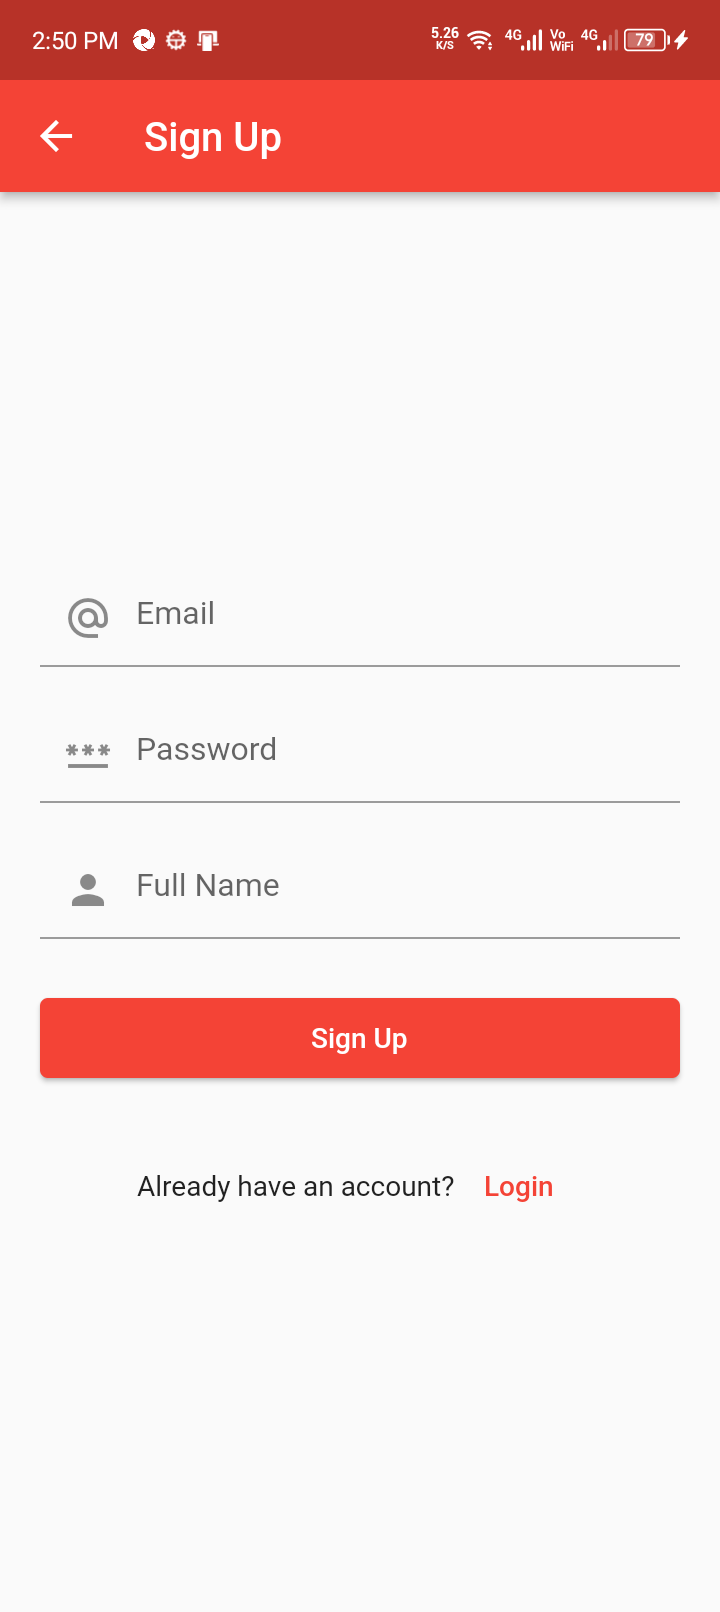 2:50 PM 5.26 K/S 4G Vo WiFi 4G 79
Sign Up
Email
*** Password
Full Name
Sign Up
Already have an account? Login